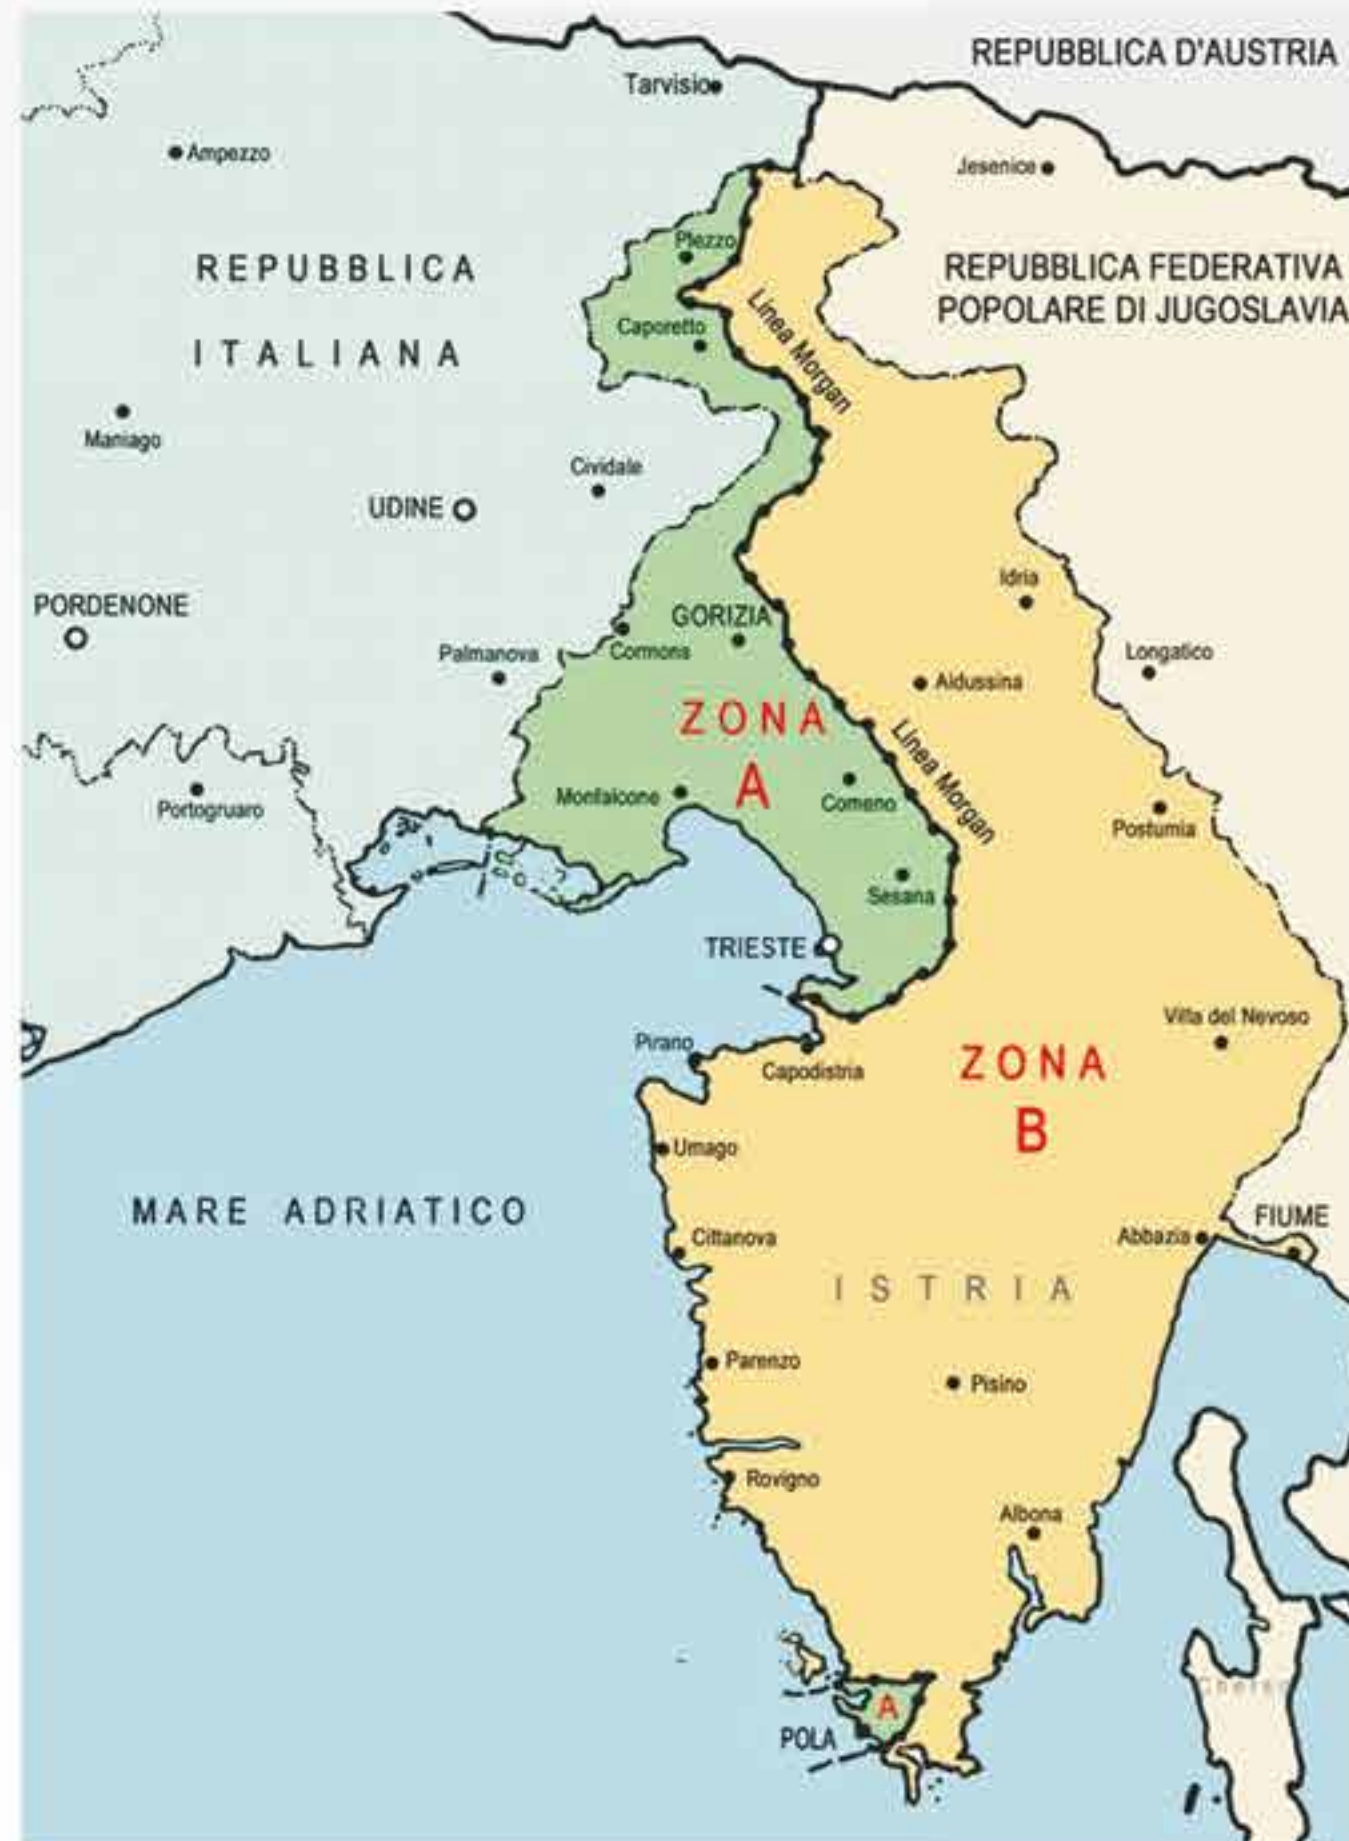 REPUBBLICA D'AUSTRIA
Tarvisio
Ampezzo
Jesenice
REPUBBLICA
ITALIANA
Plezzo
REPUBBLICA FEDERATIVA
POPOLARE DI JUGOSLAVIA
Caporetto
Linea Morgan
Maniago
Cividale
UDINE
Idria
PORDENONE
GORIZIA
Palmanova
Cormons
Longatico
Aidussina
ZONA
A
Linea Morgan
Monfalcone
Comeno
Portogruaro
Postumia
Sesana
TRIESTE
Villa del Nevoso
Pirano
Capodistria
ZONA
B
Umago
MARE ADRIATICO
FIUME
Cittanova
Abbazia
ISTRIA
Parenzo
Pisino
Rovigno
Albona
A
POLA